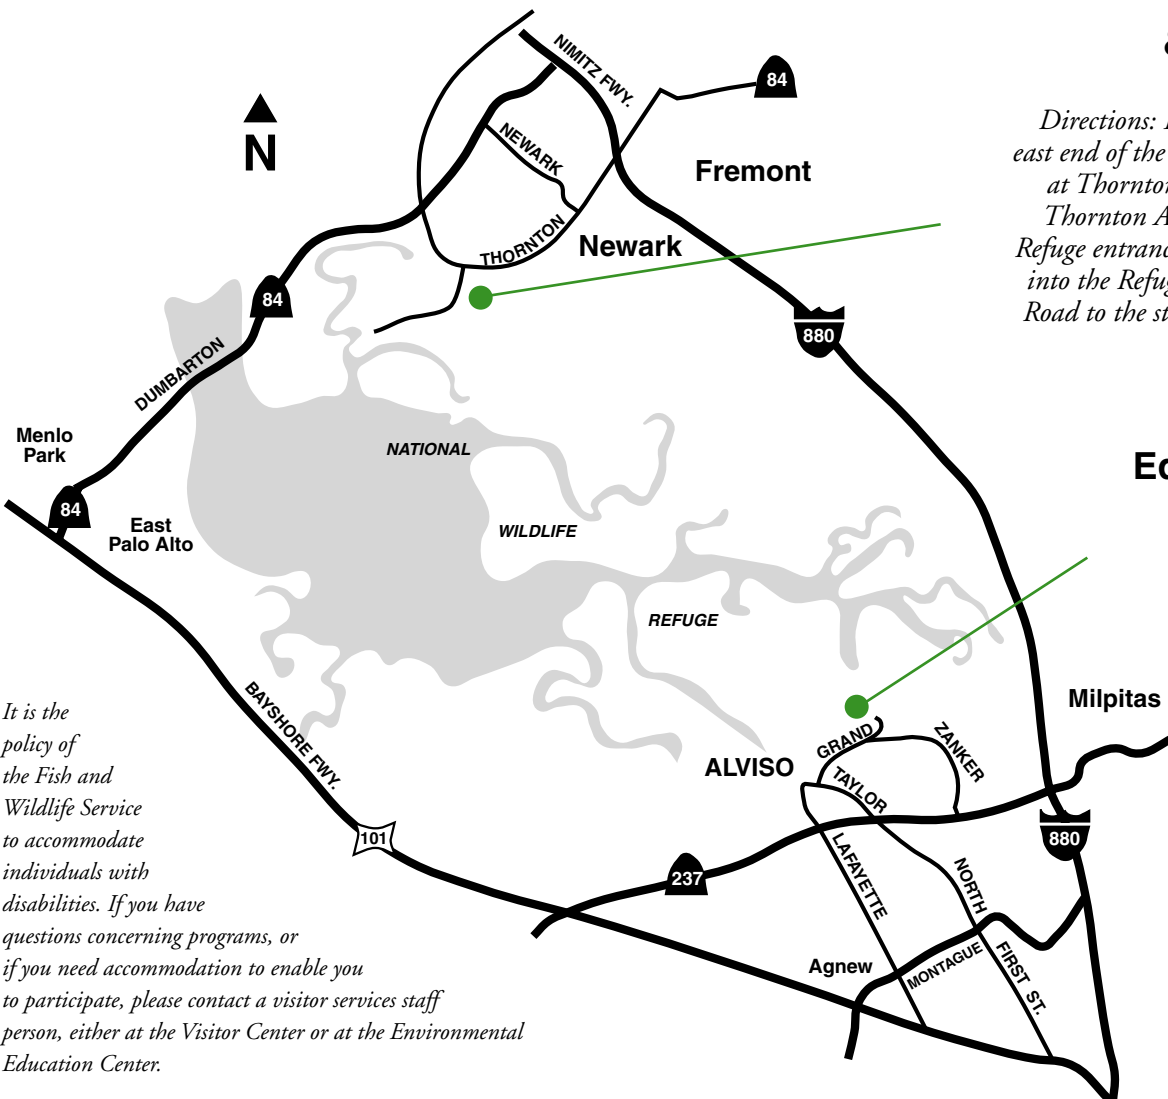 NIMITZ FWY.
84
N
NEWARK
Fremont
THORNTON
Newark
84
880
DUMBARTON
Menlo
Park
NATIONAL
84
East
Palo Alto
WILDLIFE
REFUGE
Directions:
east end of the
at Thornton
Thornton A
Refuge entranc
into the Refug
Road to the st
Ed
BAYSHORE FWY.
Milpitas
GRAND
ZANKER
ALVISO
TAYLOR
101
880
LAFAYETTE
237
NORTH
FIRST ST.
Agnew
MONTAGUE
It is the
policy of
the Fish and
Wildlife Service
to accommodate
individuals with
disabilities. If you have
questions concerning programs, or
if you need accommodation to enable you
to participate, please contact a visitor services staff
person, either at the Visitor Center or at the Environmental
Education Center.